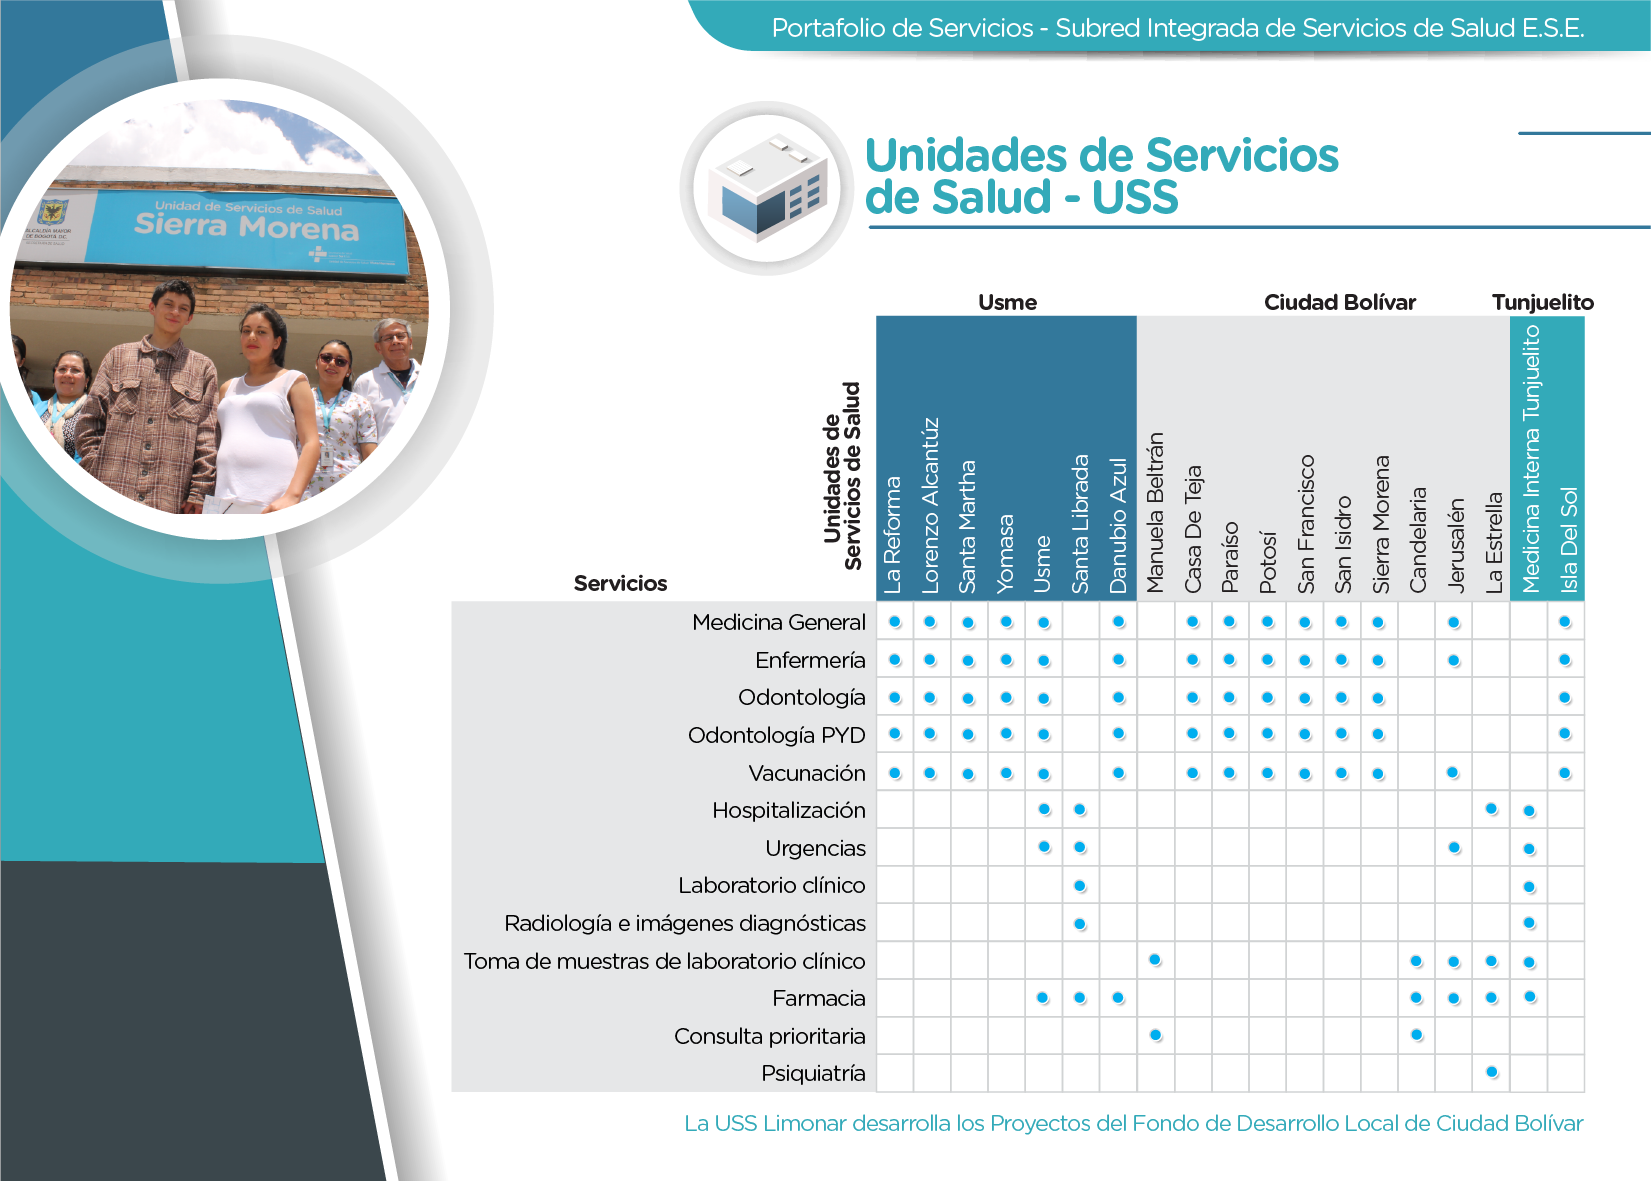 Portafolio de Servicios - Subred Integrada de Servicios de Salud E.S.E.
Unidad de Servicios de Salud
Sierra Morena
ALCALDÍA MAYOR
DE BOGOTÁ D.C.
Unidades de Servicios
de Salud - USS
Usme
Ciudad Bolívar
Tunjuelito
Unidades de
Servicios de Salud
Servicios
La Reforma
Lorenzo Alcantúz
Santa Martha
Yomasa
Usme
Santa Librada
Danubio Azul
Manuela Beltrán
Casa De Teja
Paraíso
Potosí
San Francisco
San Isidro
Sierra Morena
Candelaria
Jerusalén
La Estrella
Medicina Interna Tunjuelito
Isla Del Sol
Medicina General
Enfermería
Odontología
Odontología PYD
Vacunación
Hospitalización
Urgencias
Laboratorio clínico
Radiología e imágenes diagnósticas
Toma de muestras de laboratorio clínico
Farmacia
Consulta prioritaria
Psiquiatría
La USS Limonar desarrolla los Proyectos del Fondo de Desarrollo Local de Ciudad Bolívar